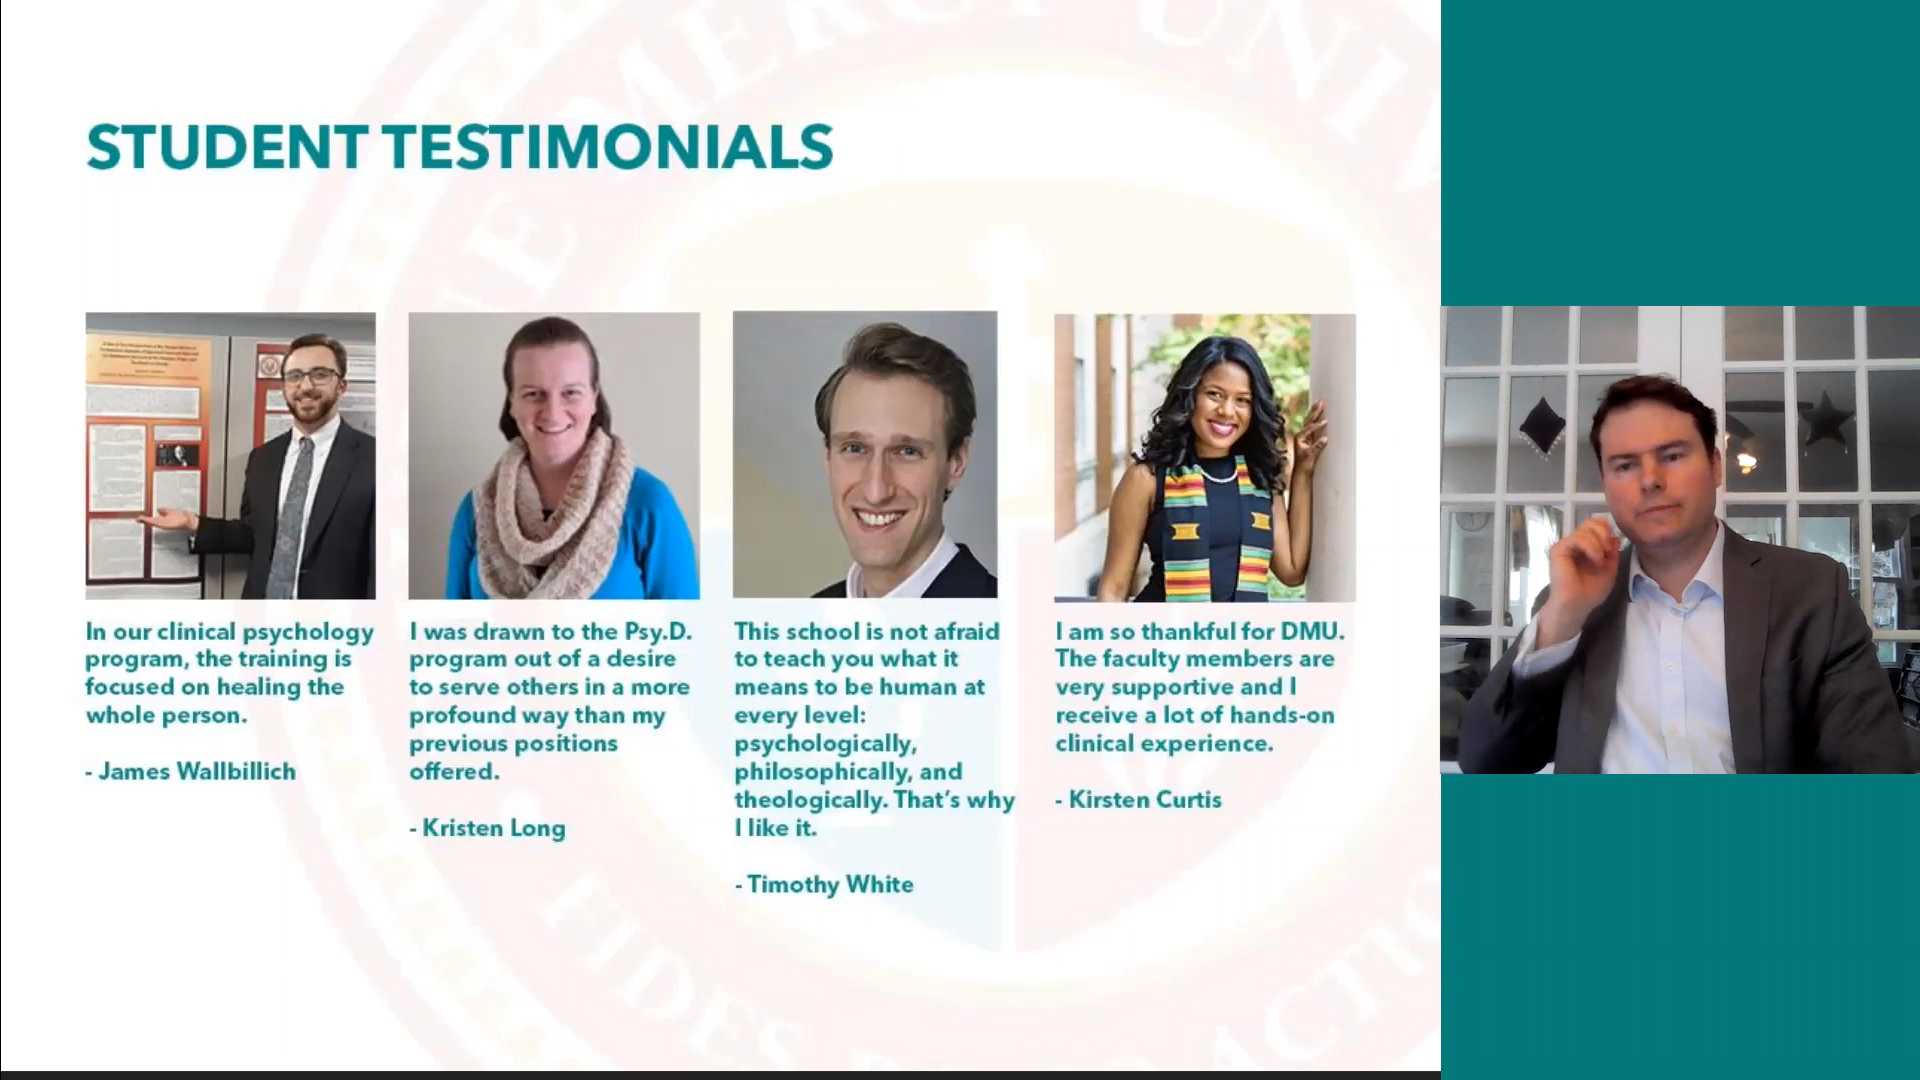 MERCY UNIV
STUDENT TESTIMONIALS
In our clinical psychology
program, the training is
focused on healing the
whole person.
- James Wallbillich
I was drawn to the Psy.D.
program out of a desire
to serve others in a more
profound way than my
previous positions
offered.
- Kristen Long
This school is not afraid
to teach you what it
means to be human at
every level:
psychologically,
philosophically, and
theologically. That's why
I like it.
- Timothy White
I am so thankful for DMU.
The faculty members are
very supportive and I
receive a lot of hands-on
clinical experience.
- Kirsten Curtis
FIDES